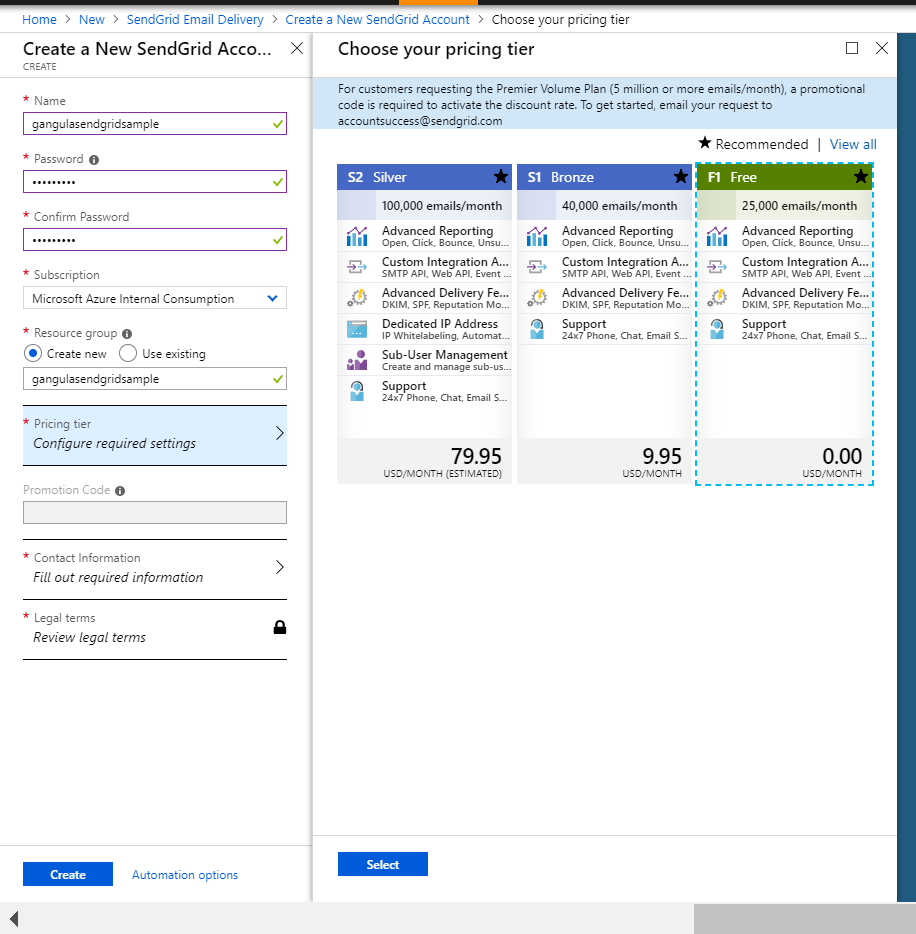 Home > New > SendGrid Email Delivery > Create a New SendGrid Account > Choose your pricing tier
Create a New SendGrid Acco...
CREATE
* Name
gangulasendgridsample
* Password
•••••••••
* Confirm Password
•••••••••
* Subscription
Microsoft Azure Internal Consumption
* Resource group
Create new Use existing
gangulasendgridsample
* Pricing tier
Configure required settings
Promotion Code
* Contact Information
Fill out required information
* Legal terms
Review legal terms
Create Automation options
Choose your pricing tier
For customers requesting the Premier Volume Plan (5 million or more emails/month), a promotional
code is required to activate the discount rate. To get started, email your request to
accountsuccess@sendgrid.com
★ Recommended | View all
S2 Silver
100,000 emails/month
Advanced Reporting
Open, Click, Bounce, Unsu...
Custom Integration A...
SMTP API, Web API, Event ...
Advanced Delivery Fe...
DKIM, SPF, Reputation Mo...
Dedicated IP Address
IP Whitelabeling, Automat...
Sub-User Management
Create and manage sub-us...
Support
24x7 Phone, Chat, Email S...
79.95
USD/MONTH (ESTIMATED)
S1 Bronze
40,000 emails/month
Advanced Reporting
Open, Click, Bounce, Unsu...
Custom Integration A...
SMTP API, Web API, Event ...
Advanced Delivery Fe...
DKIM, SPF, Reputation Mo...
Support
24x7 Phone, Chat, Email S...
9.95
USD/MONTH
F1 Free
25,000 emails/month
Advanced Reporting
Open, Click, Bounce, Unsu...
Custom Integration A...
SMTP API, Web API, Event ...
Advanced Delivery Fe...
DKIM, SPF, Reputation Mo...
Support
24x7 Phone, Chat, Email S...
0.00
USD/MONTH
Select